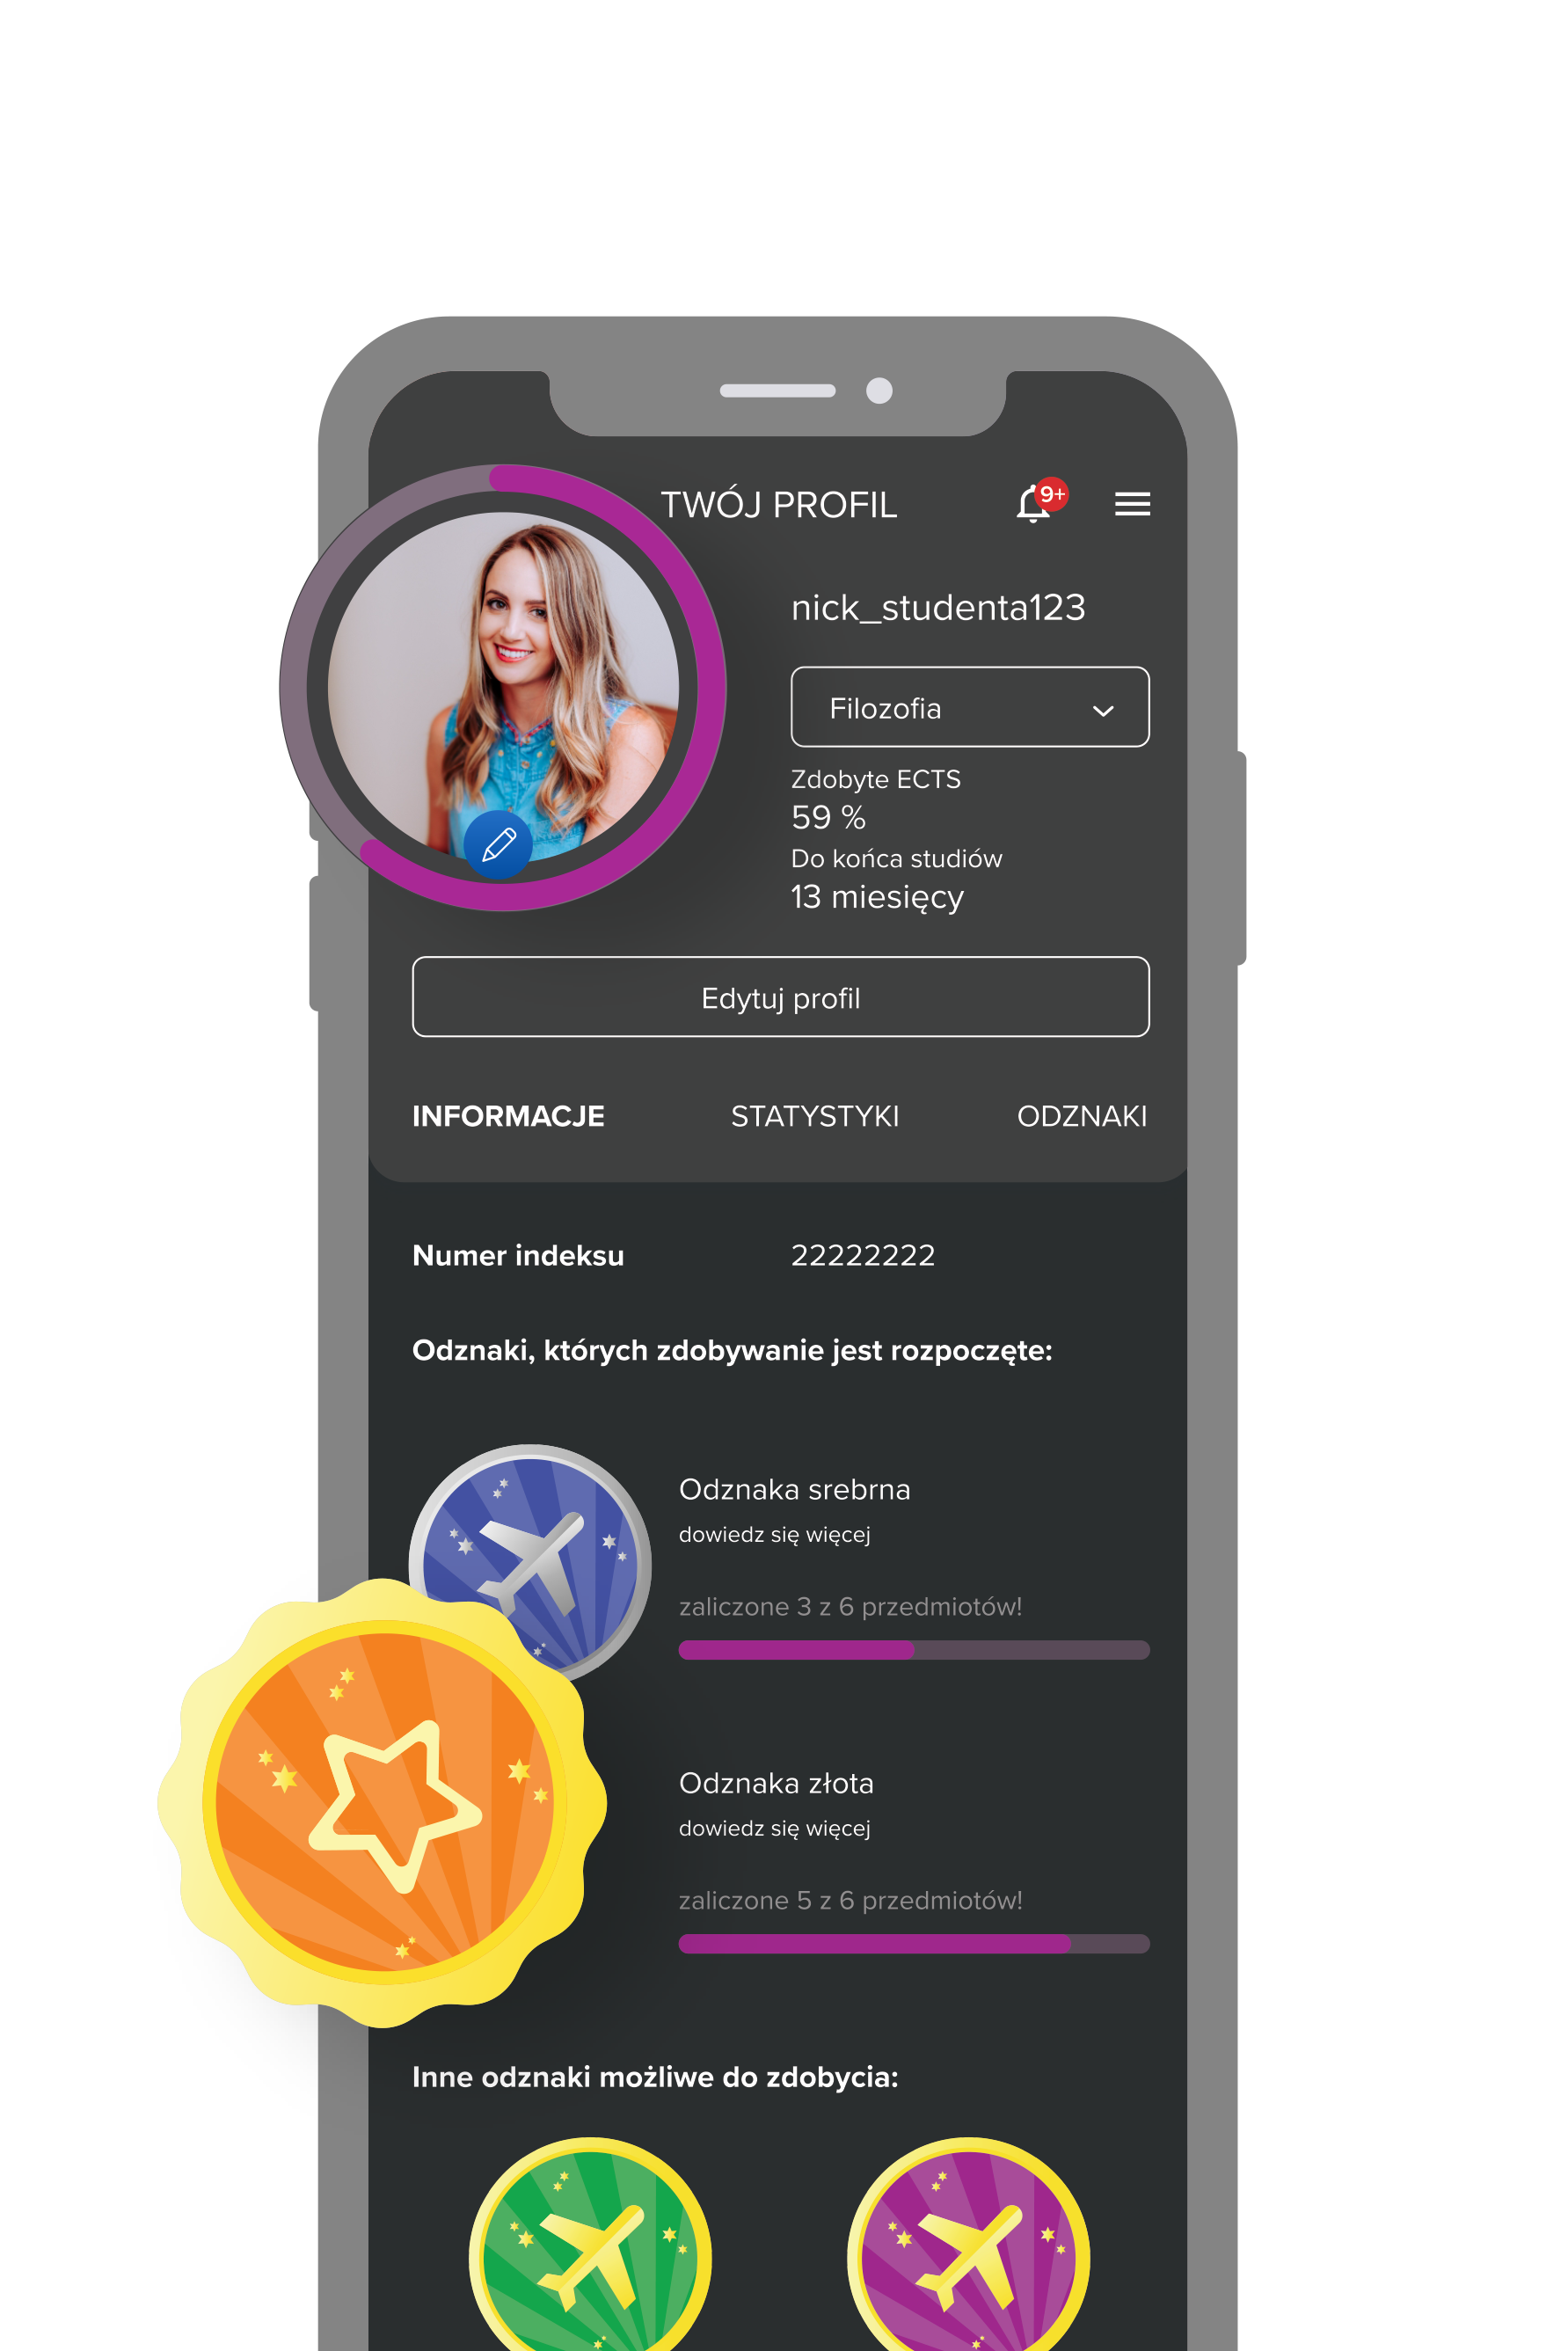 TWÓJ PROFIL
9+
nick_studenta123
Filozofia
Zdobyte ECTS
59 %
Do końca studiów
13 miesięcy
Edytuj profil
INFORMACJE STATYSTYKI ODZNAKI
Numer indeksu 22222222
Odznaki, których zdobywanie jest rozpoczęte:
Odznaka srebrna
dowiedz się więcej
zaliczone 3 z 6 przedmiotów!
Odznaka złota
dowiedz się więcej
zaliczone 5 z 6 przedmiotów!
Inne odznaki możliwe do zdobycia: